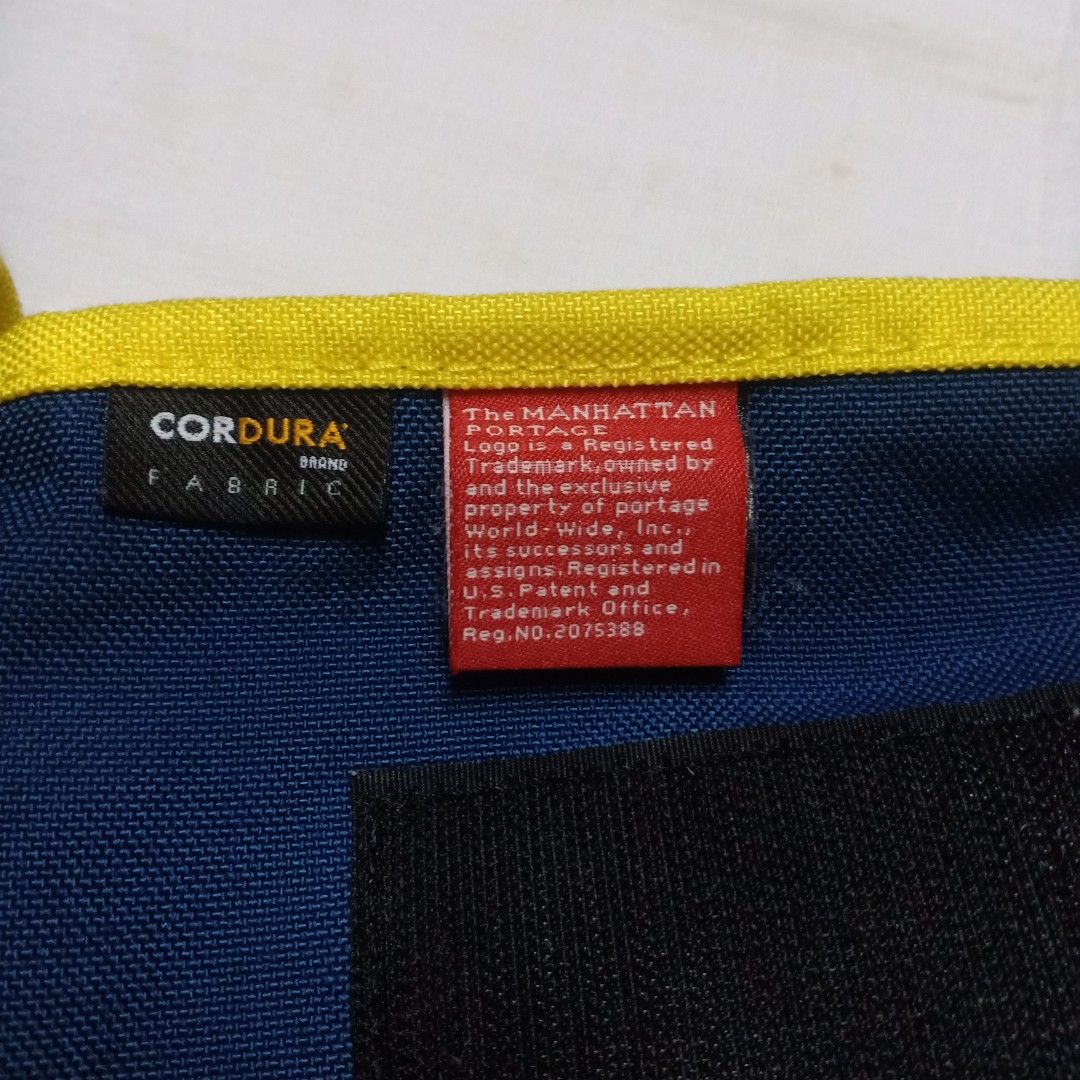 CORDURA
BRAND
FABRIC
The MANHATTAN
PORTAGE
Logo is a Registered
Trademark,owned by
and the exclusive
property of portage
World-Wide, Inc.,
its successors and
assigns.Registered in
U.S. Patent and
Trademark Office,
Reg.NO.2075388